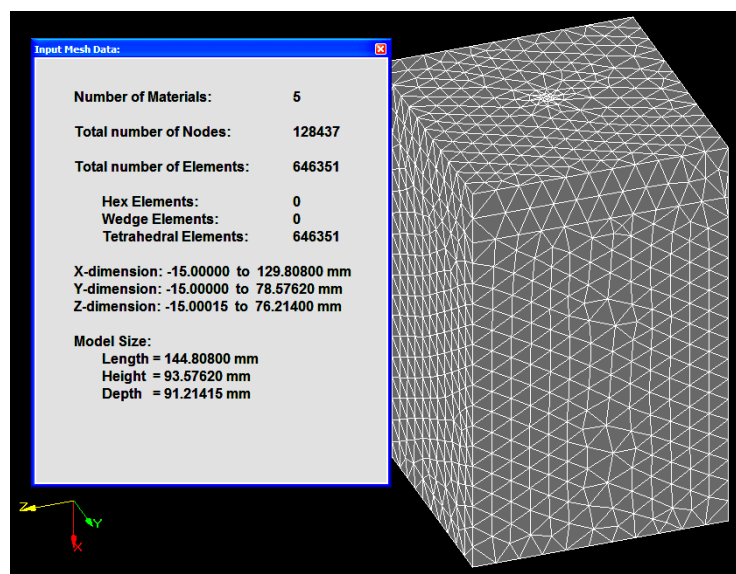 Input Mesh Data:
Number of Materials: 5
Total number of Nodes: 128437
Total number of Elements: 646351
Hex Elements: 0
Wedge Elements: 0
Tetrahedral Elements: 646351
X-dimension: -15.00000 to 129.80800 mm
Y-dimension: -15.00000 to 78.57620 mm
Z-dimension: -15.00015 to 76.21400 mm
Model Size:
Length = 144.80800 mm
Height = 93.57620 mm
Depth = 91.21415 mm
Z
Y
X